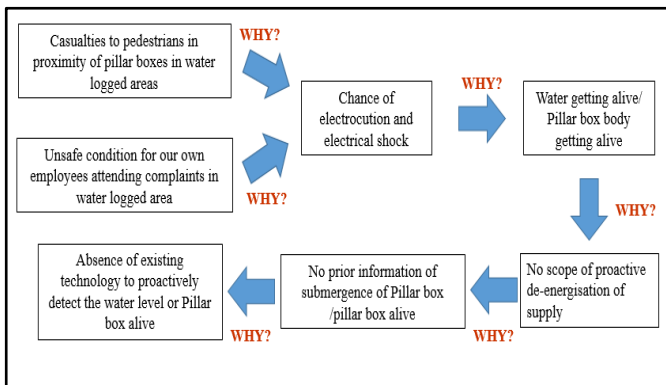 Casualties to pedestrians in
proximity of pillar boxes in water
logged areas
WHY?
Unsafe condition for our own
employees attending complaints in
water logged area
WHY?
Chance of
electrocution and
electrical shock
WHY?
Water getting alive/
Pillar box body
getting alive
WHY?
No scope of proactive
de-energisation of
supply
WHY?
No prior information of
submergence of Pillar box
/pillar box alive
WHY?
Absence of existing
technology to proactively
detect the water level or Pillar
box alive